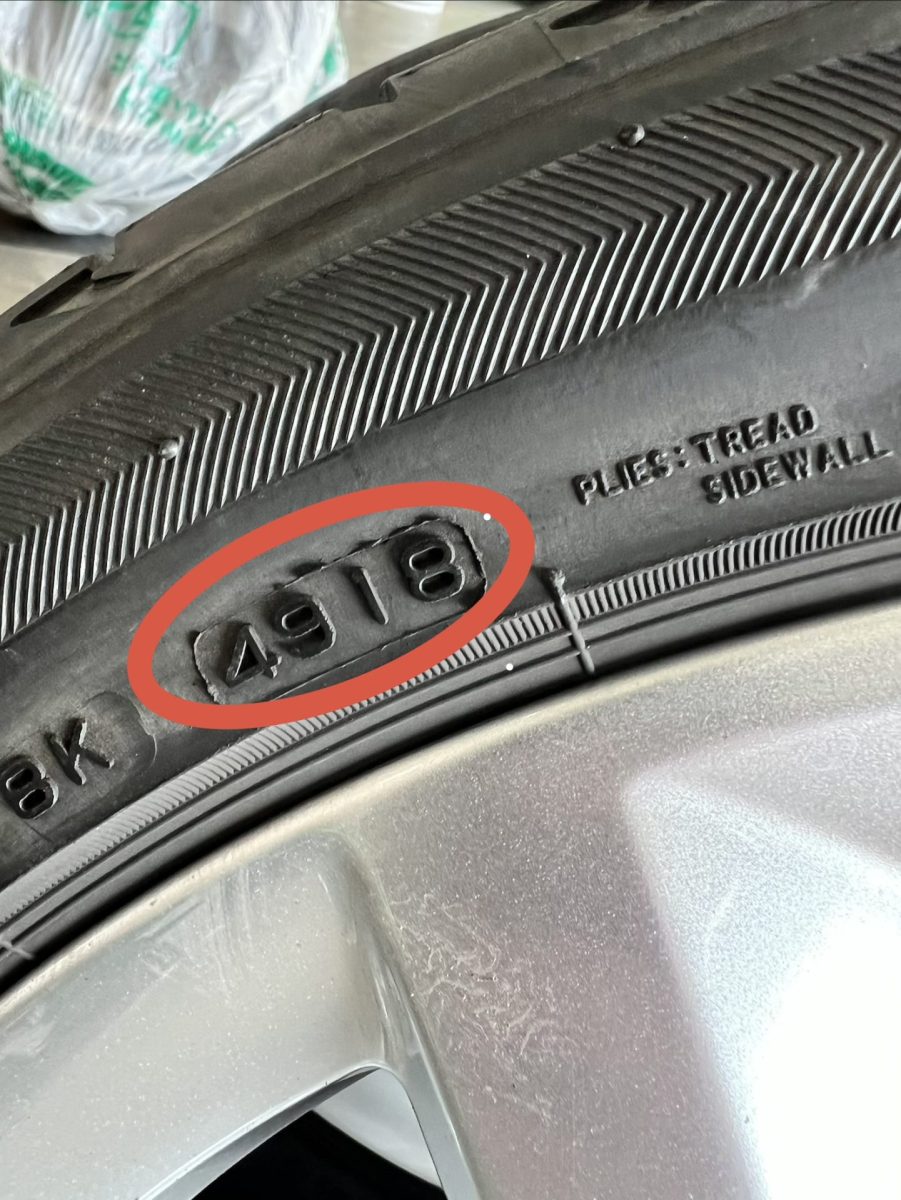 PLIES: TREAD
SIDEWALL
4918
8K